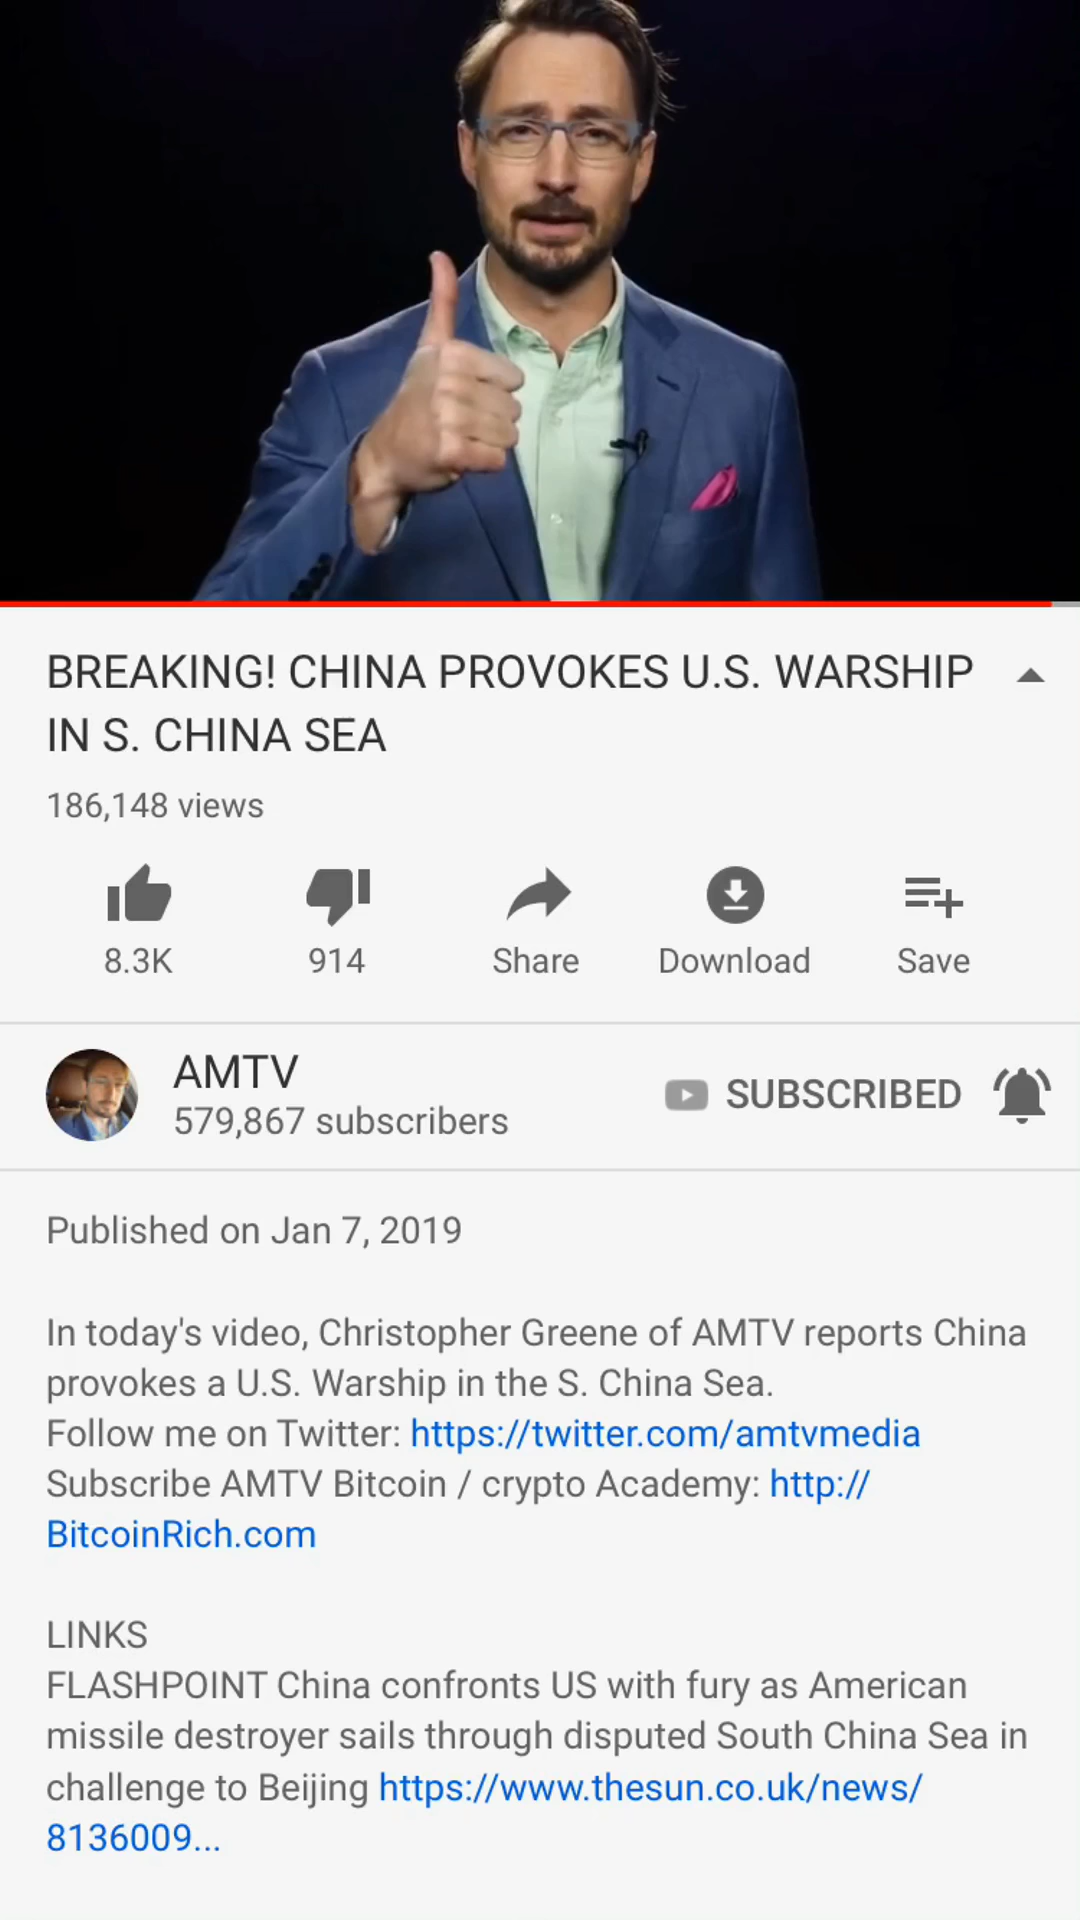 BREAKING! CHINA PROVOKES U.S. WARSHIP
IN S. CHINA SEA
186,148 views
8.3K 914 Share Download Save
AMTV
579,867 subscribers
SUBSCRIBED
Published on Jan 7, 2019
In today's video, Christopher Greene of AMTV reports China
provokes a U.S. Warship in the S. China Sea.
Follow me on Twitter: https://twitter.com/amtvmedia
Subscribe AMTV Bitcoin / crypto Academy: http://
BitcoinRich.com
LINKS
FLASHPOINT China confronts US with fury as American
missile destroyer sails through disputed South China Sea in
challenge to Beijing https://www.thesun.co.uk/news/
8136009...